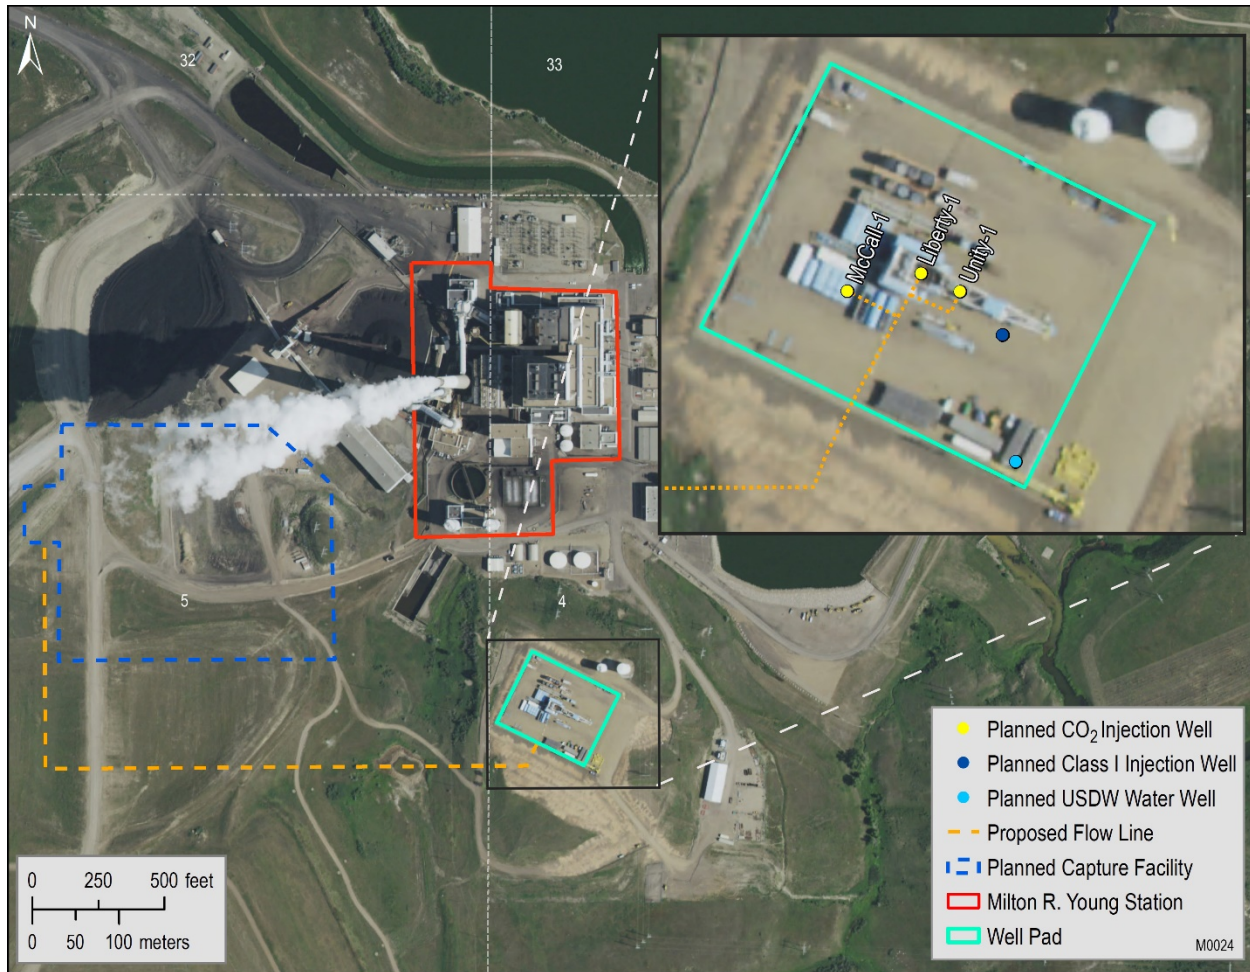 N
32
33
McCall-1
Liberty-1
Unity-1
5
4
0 250 500 feet
0 50 100 meters
Planned CO₂ Injection Well
Planned Class I Injection Well
Planned USDW Water Well
Proposed Flow Line
Planned Capture Facility
Milton R. Young Station
Well Pad
M0024